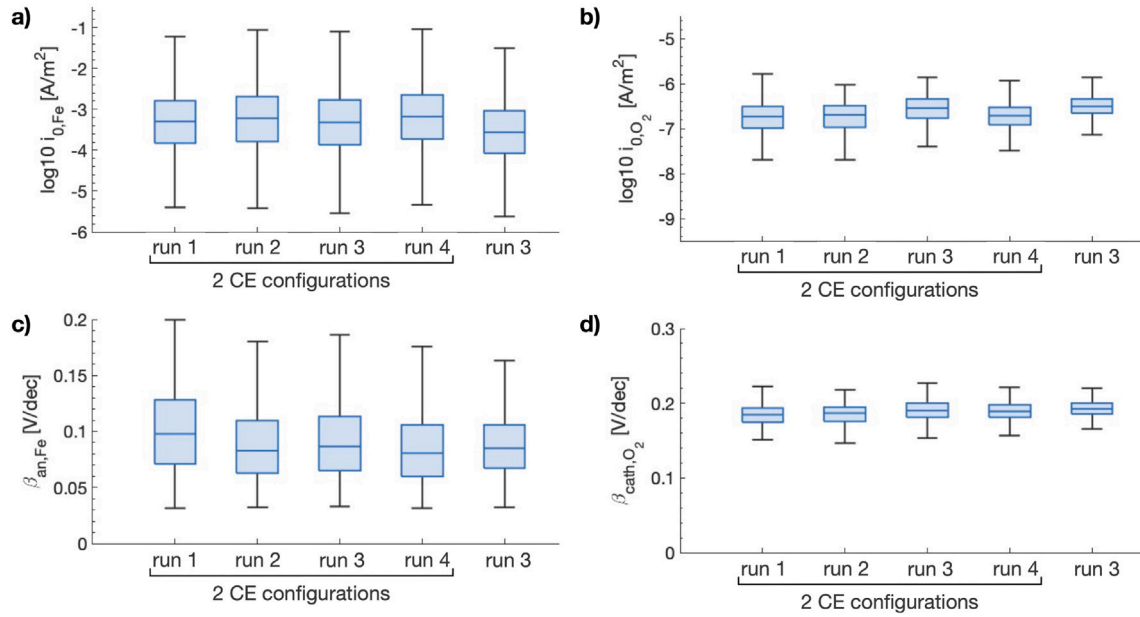 a)
log10 i0,Fe [A/m²]
-1
-2
-3
-4
-5
-6
run 1 run 2 run 3 run 4 run 3
2 CE configurations
b)
log10 i0,O2 [A/m²]
-5
-6
-7
-8
-9
run 1 run 2 run 3 run 4 run 3
2 CE configurations
c)
βan,Fe [V/dec]
0.2
0.15
0.1
0.05
0
run 1 run 2 run 3 run 4 run 3
2 CE configurations
d)
βcath,O2 [V/dec]
0.3
0.2
0.1
0
run 1 run 2 run 3 run 4 run 3
2 CE configurations